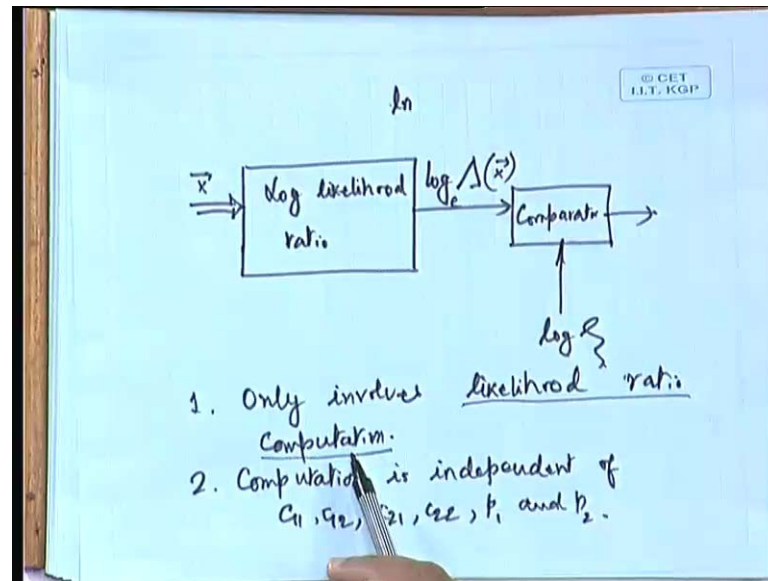 ln
© CET
I.I.T. KGP
x⃗
Log likelihood
ratio
logₑ Λ(x⃗)
Comparator
log ξ
1. Only involves likelihood ratio
Computation.
2. Computation is independent of
C₁₁, C₁₂, C₂₁, C₂₂, p₁ and p₂.